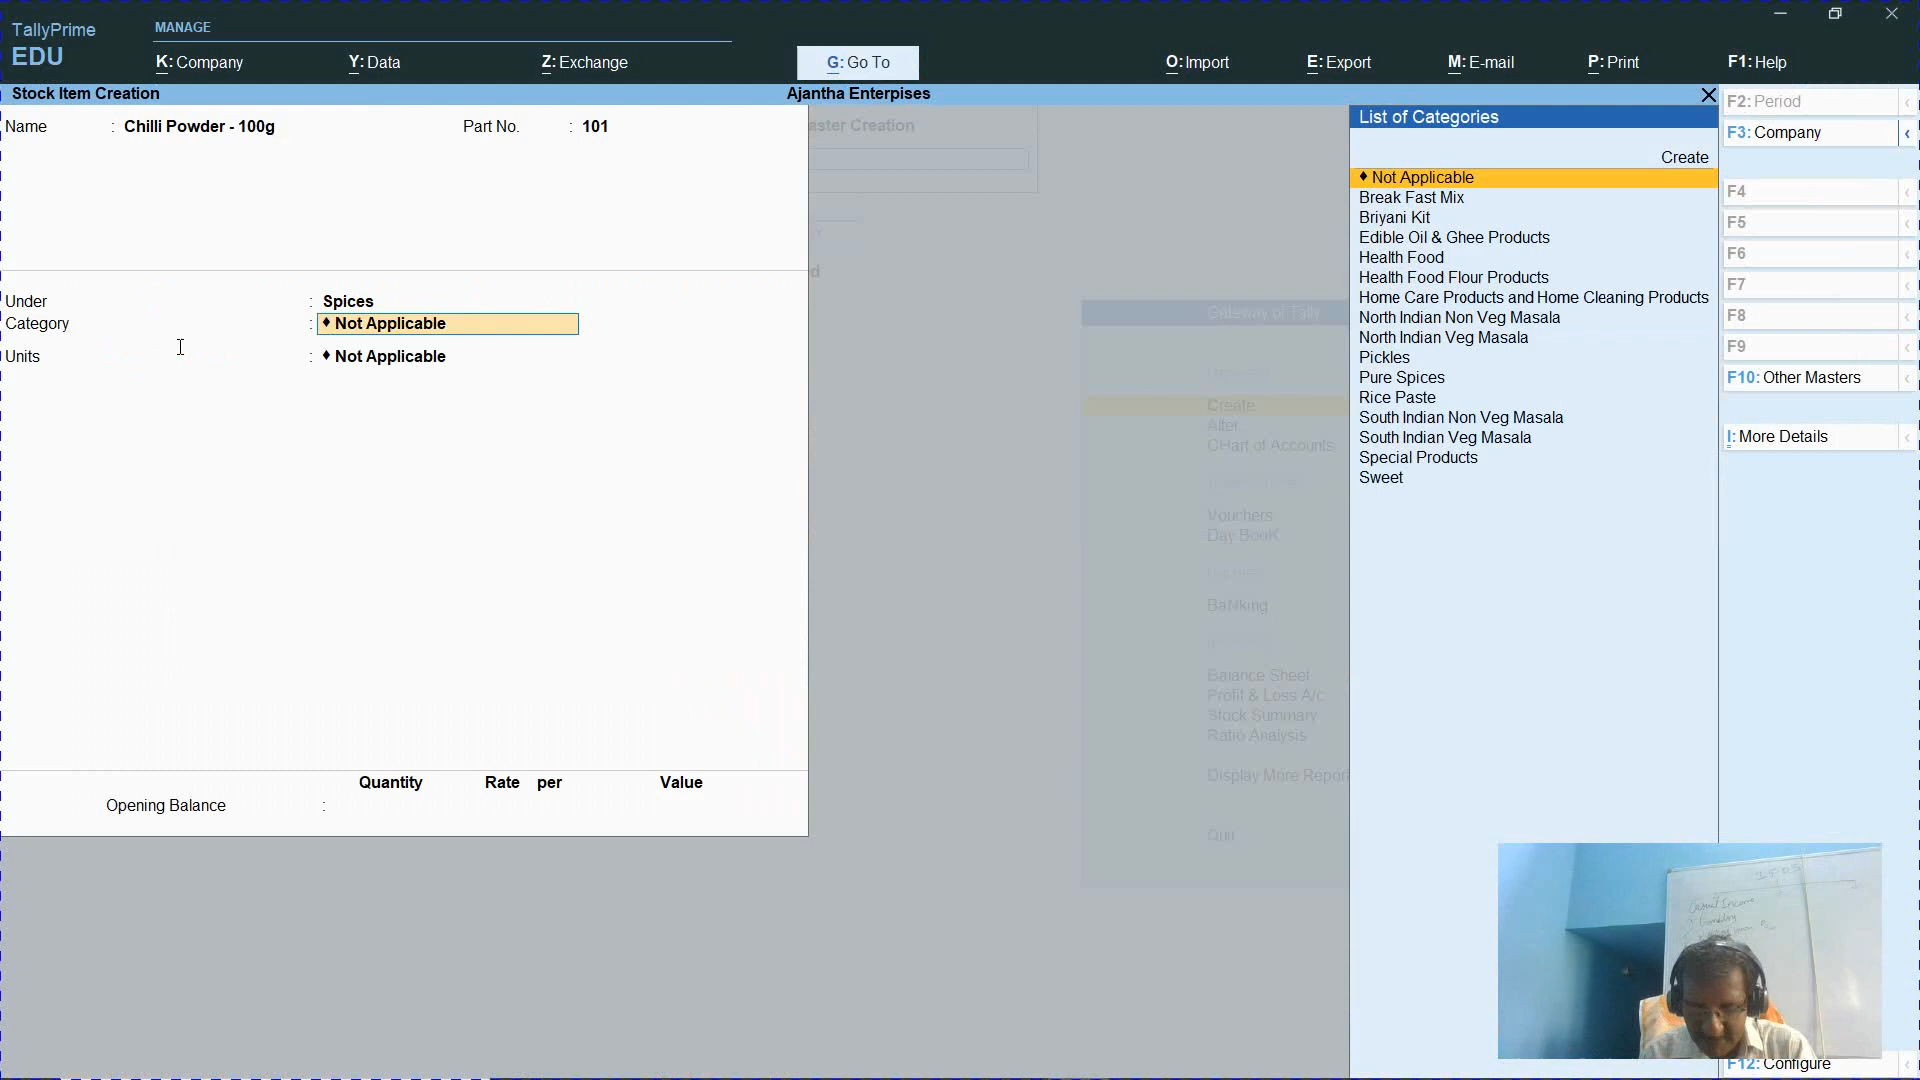 TallyPrime
EDU
MANAGE
K: Company
Y: Data
Z: Exchange
G: Go To
O: Import
E: Export
M: E-mail
P: Print
F1: Help
Stock Item Creation
Ajantha Enterpises
Name : Chilli Powder - 100g
Part No. : 101
Under : Spices
Category : ♦ Not Applicable
Units : ♦ Not Applicable
Quantity Rate per Value
Opening Balance :
aster Creation
Gateway of Tally
Create
Alter
CHart of Accounts
Vouchers
Day BooK
BaNking
Balance Sheet
Profit & Loss A/c
Stock Summary
Ratio Analysis
Display More Report
Quit
List of Categories
Create
♦ Not Applicable
Break Fast Mix
Briyani Kit
Edible Oil & Ghee Products
Health Food
Health Food Flour Products
Home Care Products and Home Cleaning Products
North Indian Non Veg Masala
North Indian Veg Masala
Pickles
Pure Spices
Rice Paste
South Indian Non Veg Masala
South Indian Veg Masala
Special Products
Sweet
F2: Period
F3: Company
F4
F5
F6
F7
F8
F9
F10: Other Masters
I: More Details
F12: Configure
Casual Income